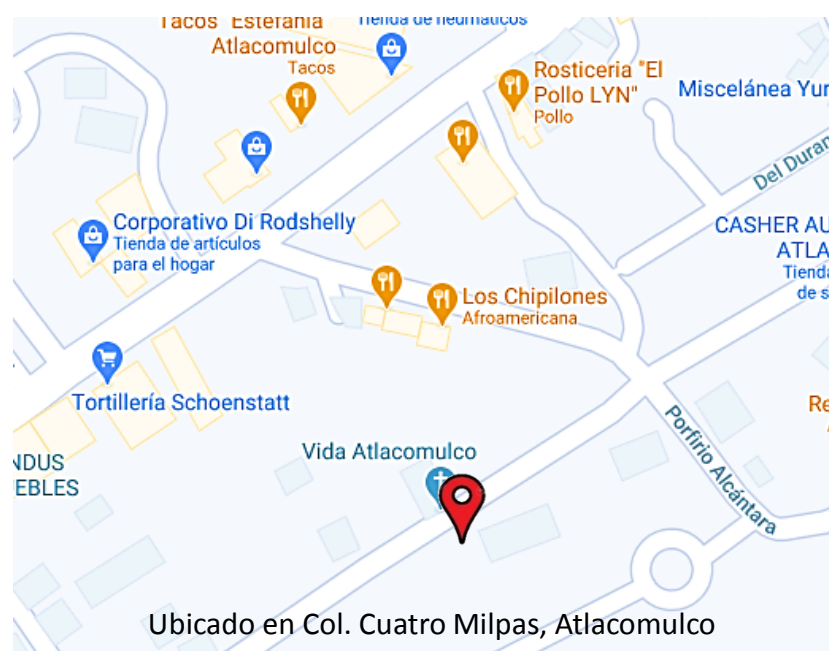 Tacos "Estefanía"
Atlacomulco
Tacos
Tienda de neumáticos
Rosticeria "El
Pollo LYN"
Pollo
Miscelánea Yur
Del Duran
Corporativo Di Rodshelly
Tienda de artículos
para el hogar
CASHER AU
ATLA
Tienda
de s
Los Chipilones
Afroamericana
Tortillería Schoenstatt
Re
Porfirio Alcántara
Vida Atlacomulco
NDUS
EBLES
Ubicado en Col. Cuatro Milpas, Atlacomulco